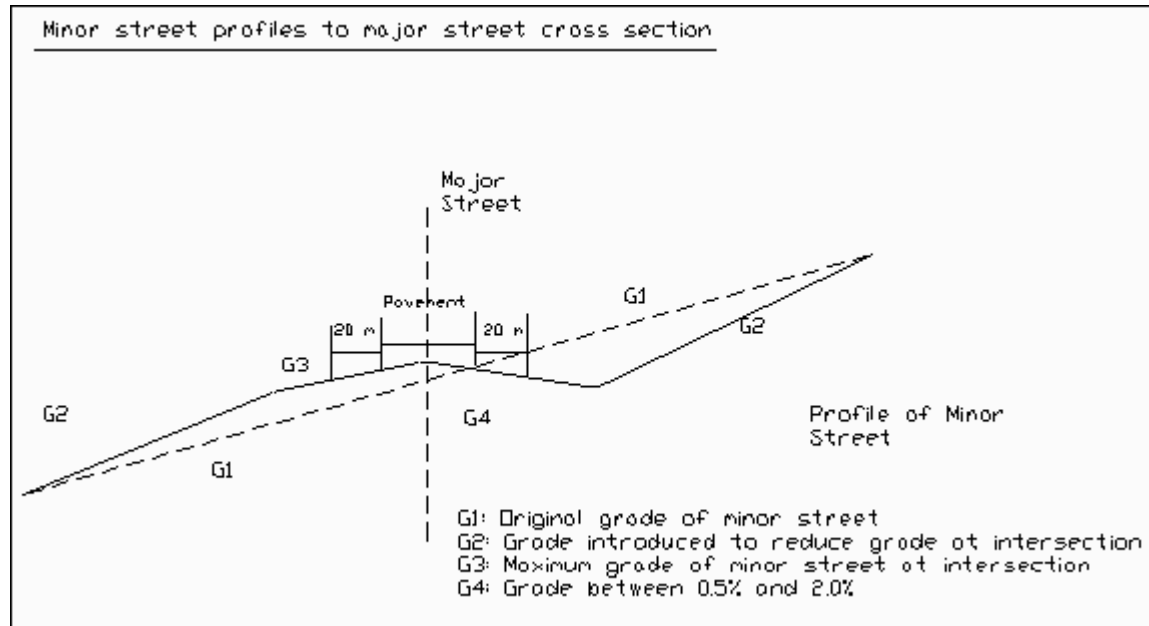 Minor street profiles to major street cross section
Major
Street
Pavement
20 m
20 m
G1
G2
G3
G2
G4
G1
Profile of Minor
Street
G1: Original grade of minor street
G2: Grade introduced to reduce grade at intersection
G3: Maximum grade of minor street at intersection
G4: Grade between 0.5% and 2.0%